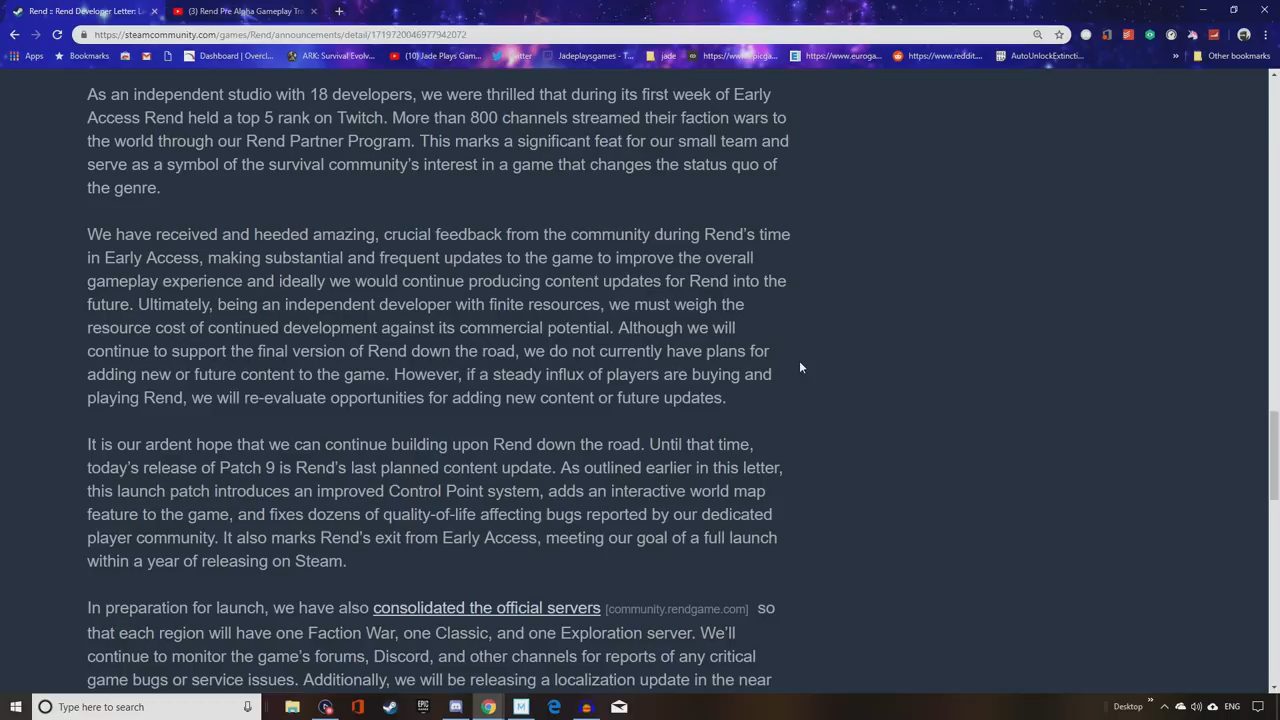 Rend :: Rend Developer Letter: La
(3) Rend Pre Alpha Gameplay Tra
https://steamcommunity.com/games/Rend/announcements/detail/1719720046977942072
Apps Bookmarks Dashboard | Overcl ARK: Survival Evolv... (10) Jade Plays Gam... Twitter Jadeplaysgames - T... jade https://www.epicga https://www.euroga https://www.reddit.... AutoUnlockExtincti... » Other bookmarks
As an independent studio with 18 developers, we were thrilled that during its first week of Early
Access Rend held a top 5 rank on Twitch. More than 800 channels streamed their faction wars to
the world through our Rend Partner Program. This marks a significant feat for our small team and
serve as a symbol of the survival community’s interest in a game that changes the status quo of
the genre.
We have received and heeded amazing, crucial feedback from the community during Rend’s time
in Early Access, making substantial and frequent updates to the game to improve the overall
gameplay experience and ideally we would continue producing content updates for Rend into the
future. Ultimately, being an independent developer with finite resources, we must weigh the
resource cost of continued development against its commercial potential. Although we will
continue to support the final version of Rend down the road, we do not currently have plans for
adding new or future content to the game. However, if a steady influx of players are buying and
playing Rend, we will re-evaluate opportunities for adding new content or future updates.
It is our ardent hope that we can continue building upon Rend down the road. Until that time,
today’s release of Patch 9 is Rend’s last planned content update. As outlined earlier in this letter,
this launch patch introduces an improved Control Point system, adds an interactive world map
feature to the game, and fixes dozens of quality-of-life affecting bugs reported by our dedicated
player community. It also marks Rend’s exit from Early Access, meeting our goal of a full launch
within a year of releasing on Steam.
In preparation for launch, we have also consolidated the official servers [community.rendgame.com] so
that each region will have one Faction War, one Classic, and one Exploration server. We’ll
continue to monitor the game’s forums, Discord, and other channels for reports of any critical
game bugs or service issues. Additionally, we will be releasing a localization update in the near
Type here to search
Desktop » ENG